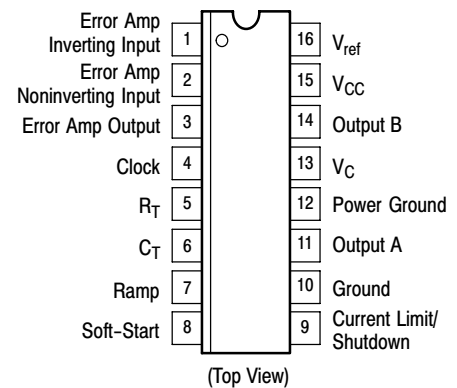 Error Amp
Inverting Input 1
Error Amp
Noninverting Input 2
Error Amp Output 3
Clock 4
RT 5
CT 6
Ramp 7
Soft-Start 8
16 Vref
15 VCC
14 Output B
13 VC
12 Power Ground
11 Output A
10 Ground
9 Current Limit/
Shutdown
(Top View)